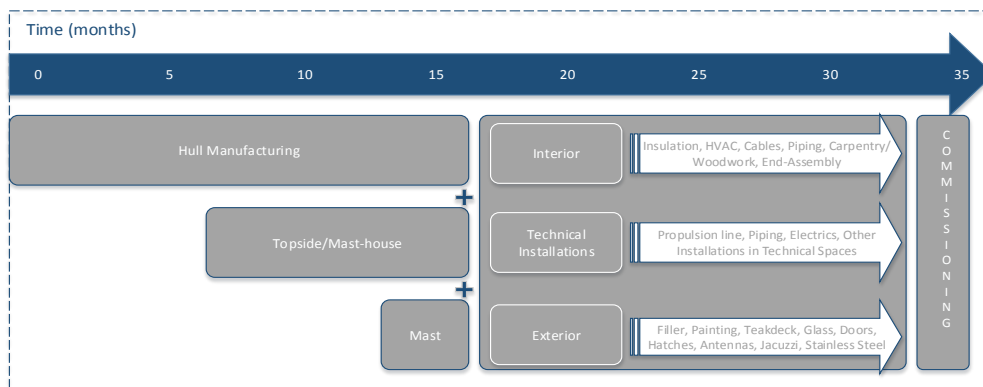 Time (months)
0 5 10 15 20 25 30 35
Hull Manufacturing
Interior
Insulation, HVAC, Cables, Piping, Carpentry/
Woodwork, End-Assembly
+
Topside/Mast-house
Technical
Installations
Propulsion line, Piping, Electrics, Other
Installations in Technical Spaces
+
Mast
Exterior
Filler, Painting, Teakdeck, Glass, Doors,
Hatches, Antennas, Jacuzzi, Stainless Steel
COMMISSIONING